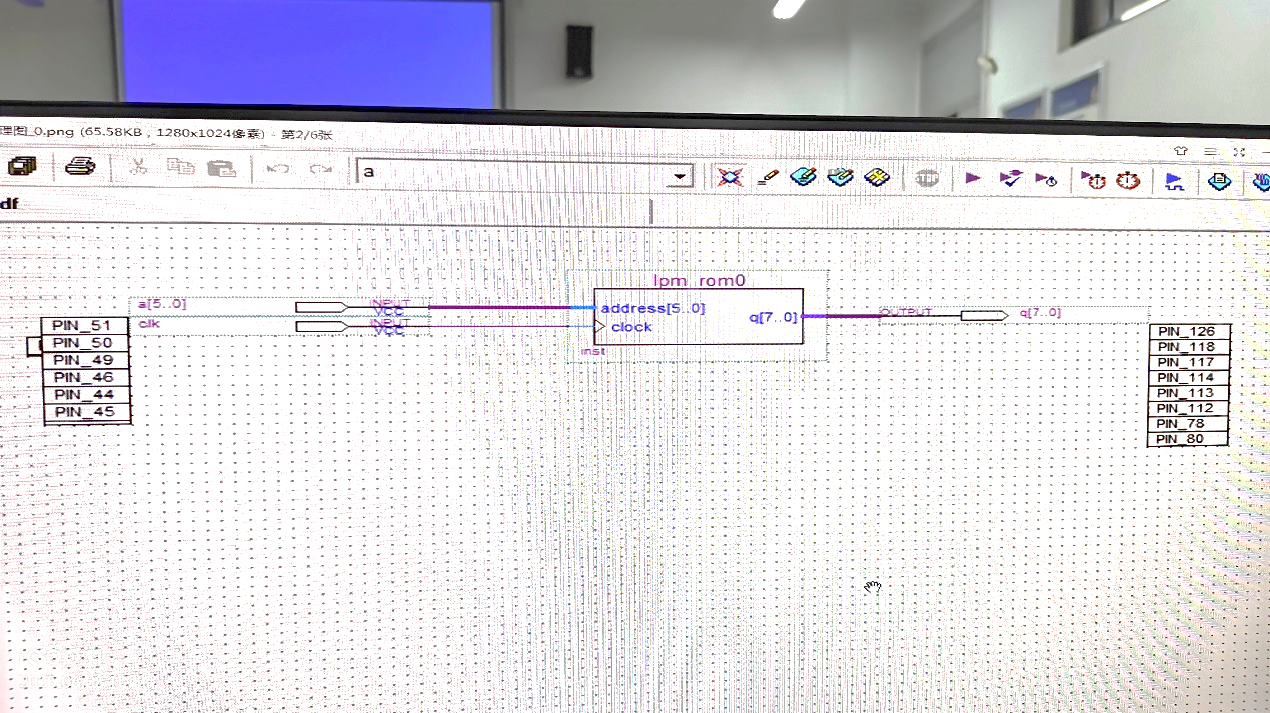 理图_0.png (65.58KB , 1280x1024像素) - 第2/6张
a
STOP
df
lpm_rom0
a[5..0]
INPUT
VCC
address[5..0]
clk
INPUT
VCC
clock
q[7..0]
OUTPUT
q[7..0]
inst
PIN_51
PIN_50
PIN_49
PIN_46
PIN_44
PIN_45
PIN_126
PIN_118
PIN_117
PIN_114
PIN_113
PIN_112
PIN_78
PIN_80